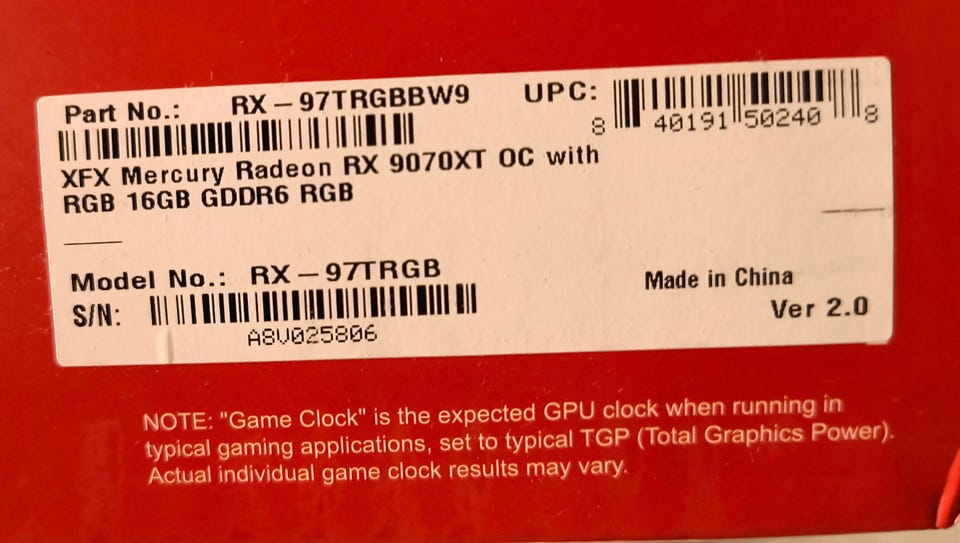 Part No.: RX-97TRGBBW9 UPC:
8 40191 50240 8
XFX Mercury Radeon RX 9070XT OC with
RGB 16GB GDDR6 RGB
Model No.: RX-97TRGB
Made in China
S/N:
Ver 2.0
A8V025806
NOTE: "Game Clock" is the expected GPU clock when running in
typical gaming applications, set to typical TGP (Total Graphics Power).
Actual individual game clock results may vary.